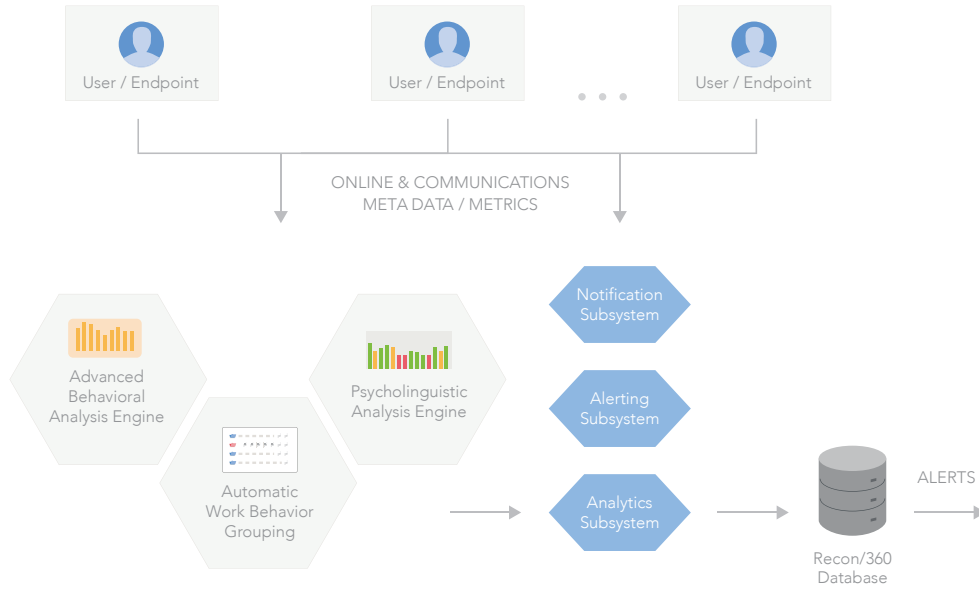 User / Endpoint
User / Endpoint
User / Endpoint
ONLINE & COMMUNICATIONS
META DATA / METRICS
Advanced
Behavioral
Analysis Engine
Psycholinguistic
Analysis Engine
Automatic
Work Behavior
Grouping
Notification
Subsystem
Alerting
Subsystem
Analytics
Subsystem
Recon/360
Database
ALERTS